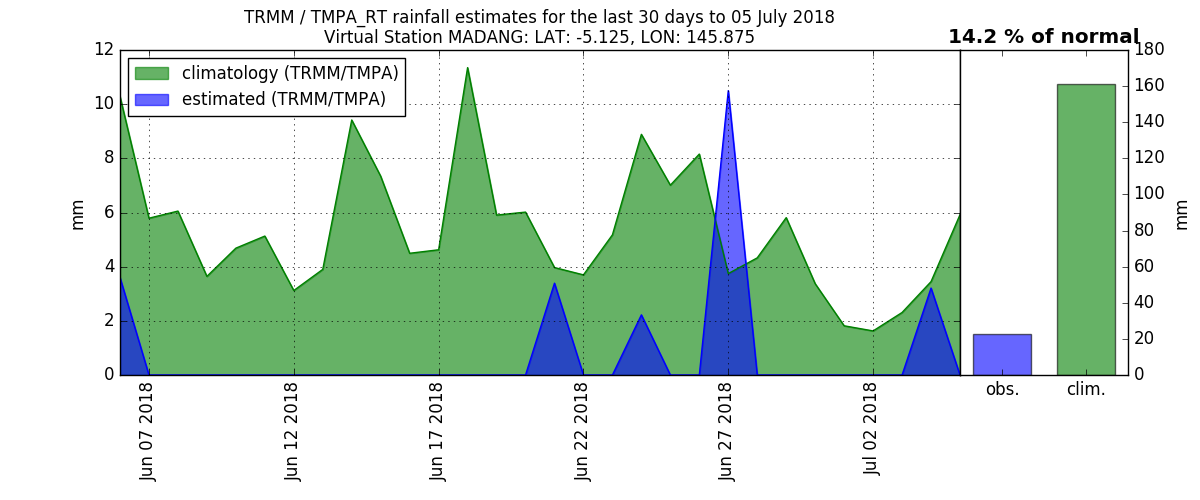 TRMM / TMPA_RT rainfall estimates for the last 30 days to 05 July 2018
Virtual Station MADANG: LAT: -5.125, LON: 145.875
14.2 % of normal
climatology (TRMM/TMPA)
estimated (TRMM/TMPA)
12
10
8
6
4
2
0
mm
Jun 07 2018
Jun 12 2018
Jun 17 2018
Jun 22 2018
Jun 27 2018
Jul 02 2018
180
160
140
120
100
80
60
40
20
0
mm
obs.
clim.